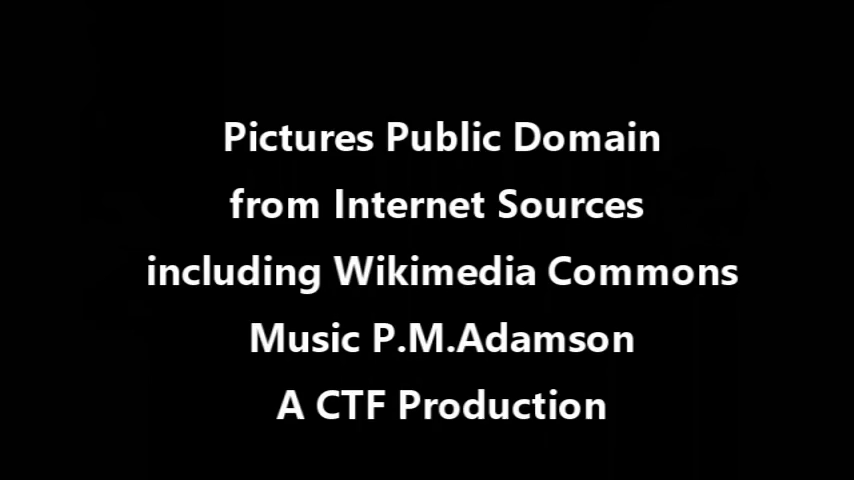 Pictures Public Domain
from Internet Sources
including Wikimedia Commons
Music P.M.Adamson
A CTF Production